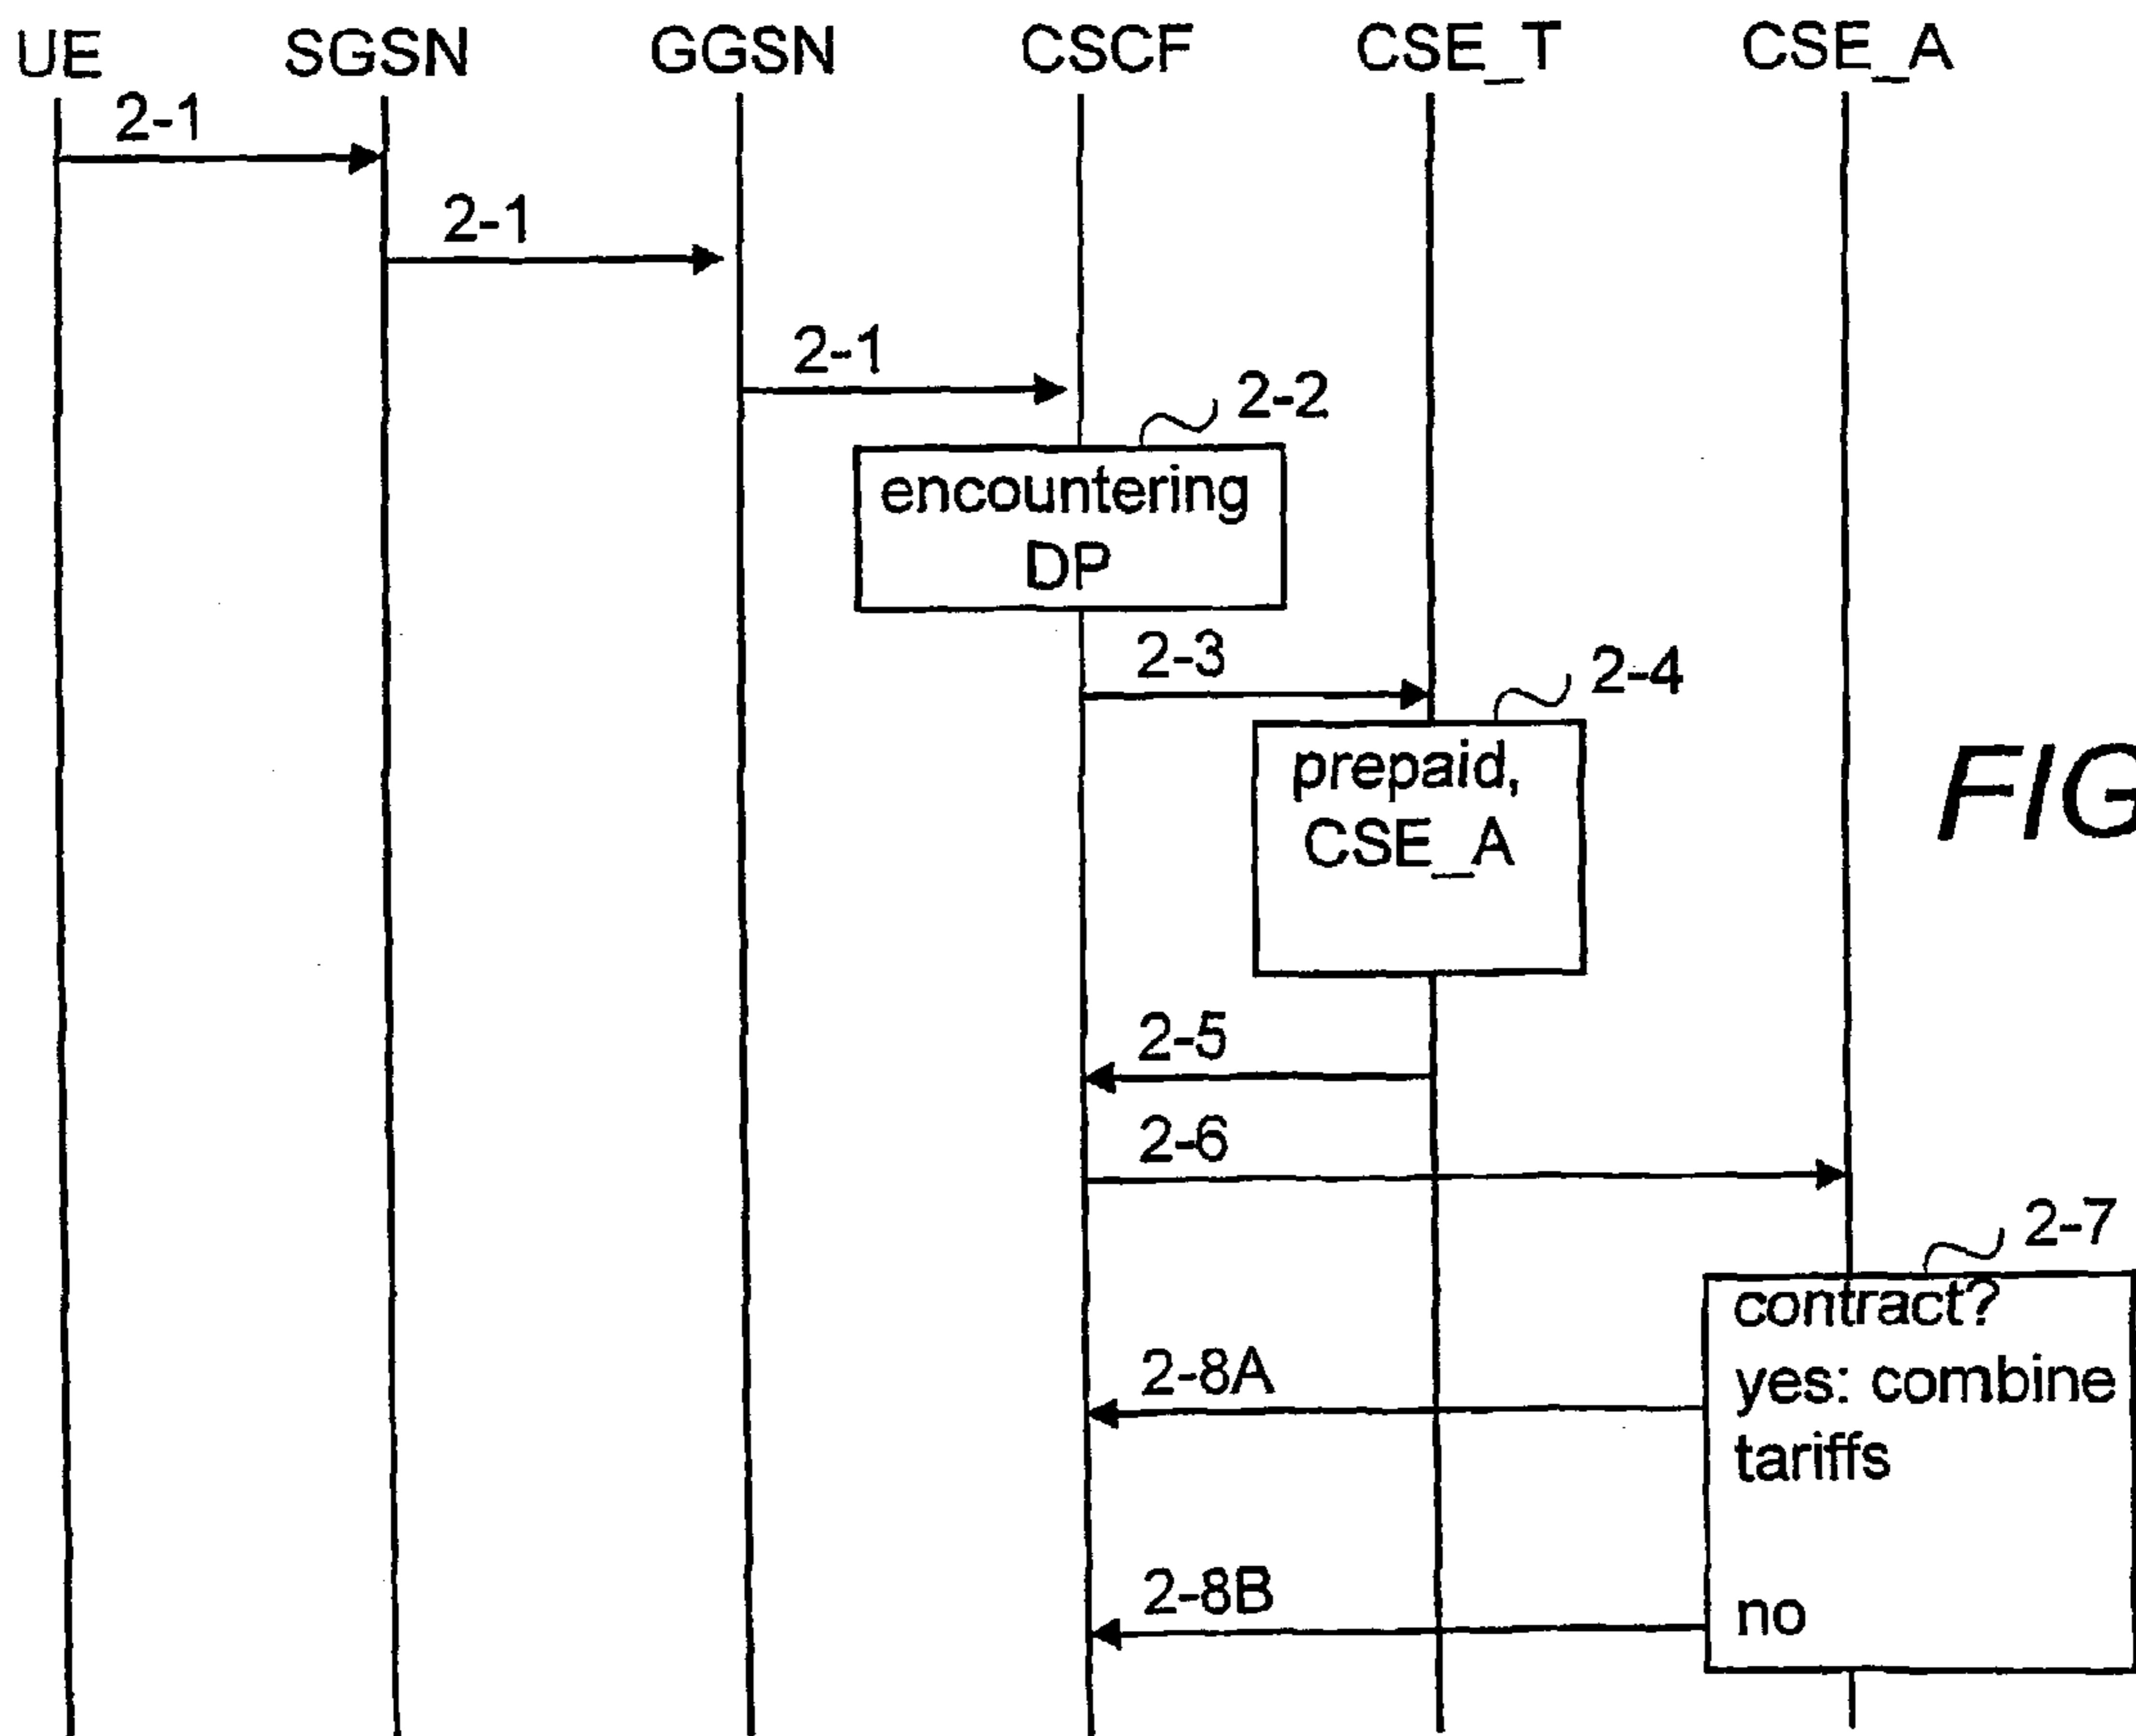 UE SGSN GGSN CSCF CSE_T CSE_A
2-1
2-1
2-1
2-2
encountering
DP
2-3
2-4
prepaid,
CSE_A
FIG
2-5
2-6
2-7
contract?
2-8A
yes: combine
tariffs
2-8B
no